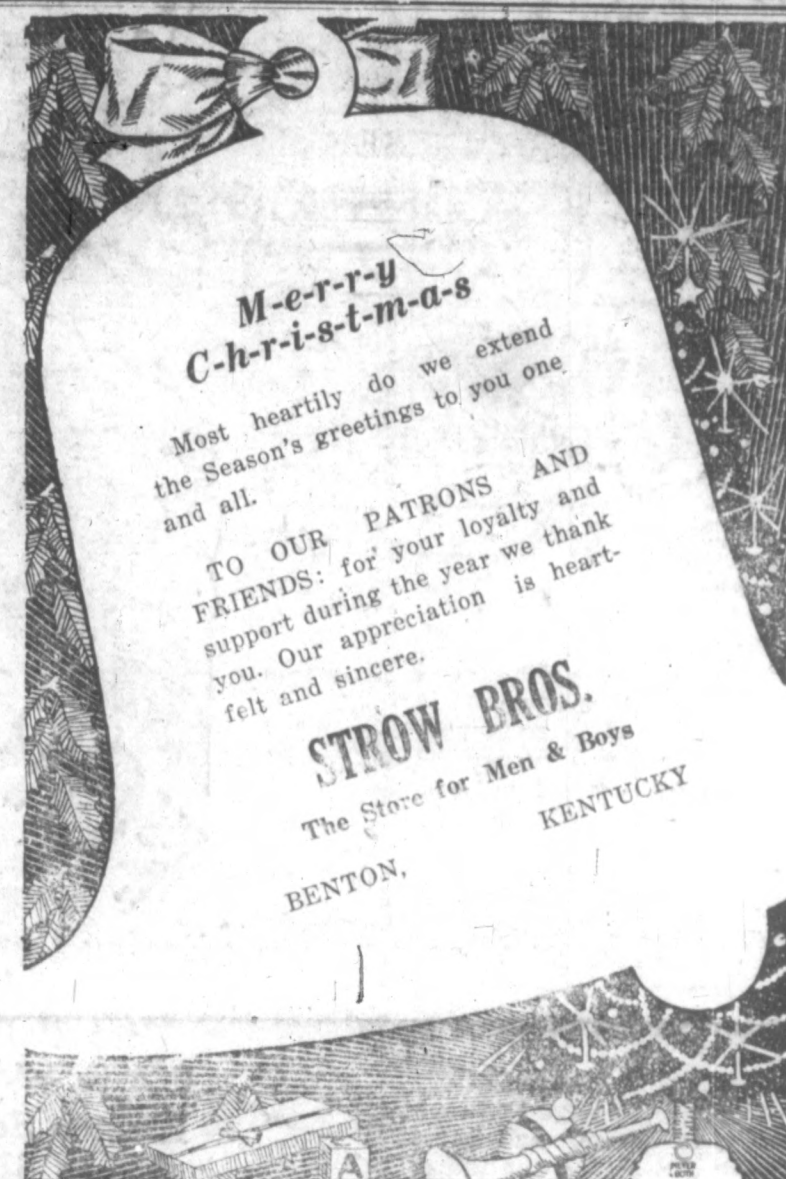 M-e-r-r-y
C-h-r-i-s-t-m-a-s
Most heartily do we extend
the Season's greetings to you one
and all.
TO OUR PATRONS AND
FRIENDS: for your loyalty and
support during the year we thank
you. Our appreciation is heart-
felt and sincere.
STROW BROS.
The Store for Men & Boys
BENTON, KENTUCKY
A